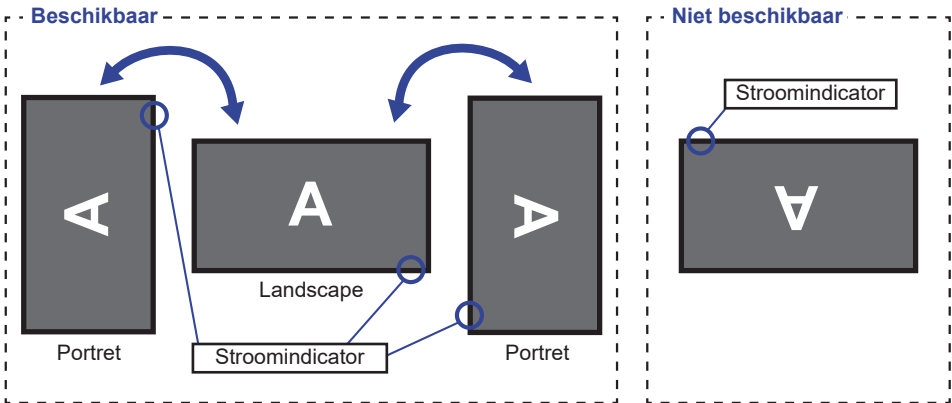 Beschikbaar
A
A
A
Landscape
Portret
Stroomindicator
Portret
Niet beschikbaar
Stroomindicator
A